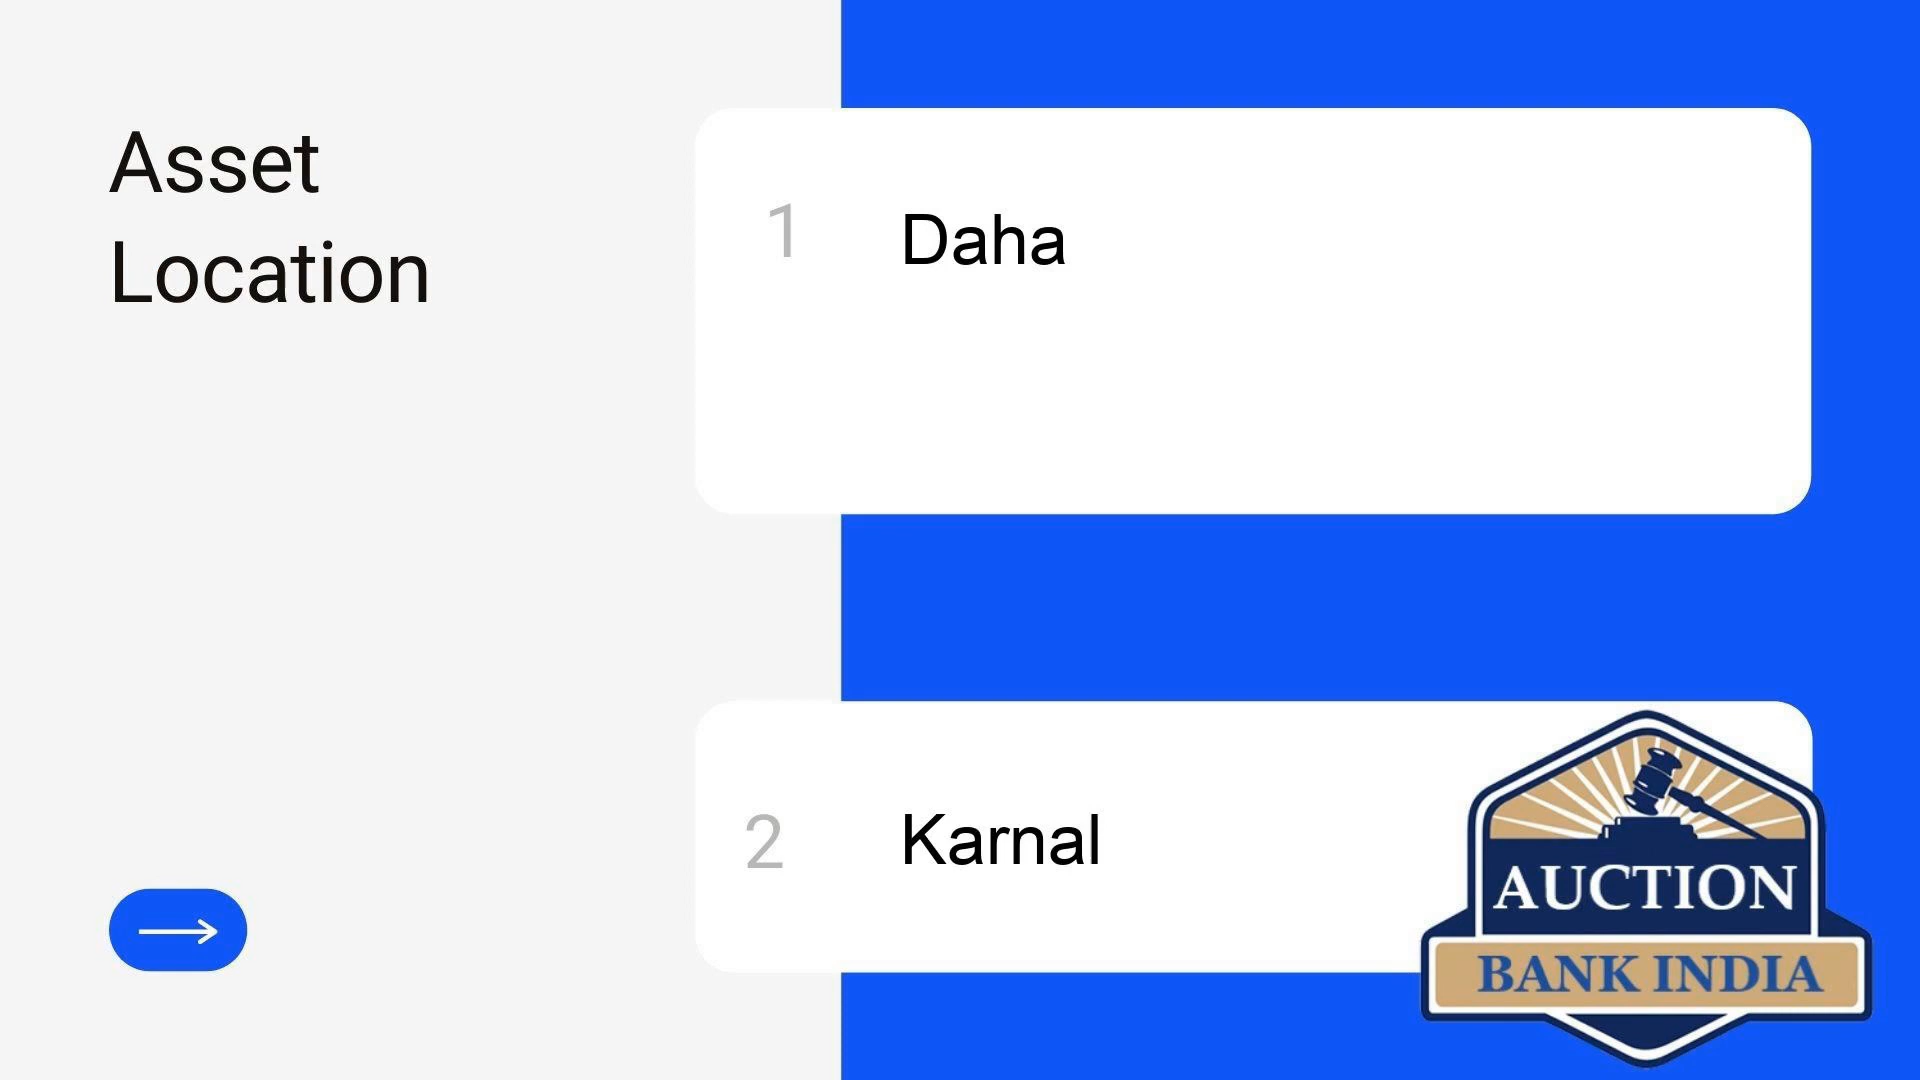 Asset
Location
1
Daha
2
Karnal
AUCTION
BANK INDIA